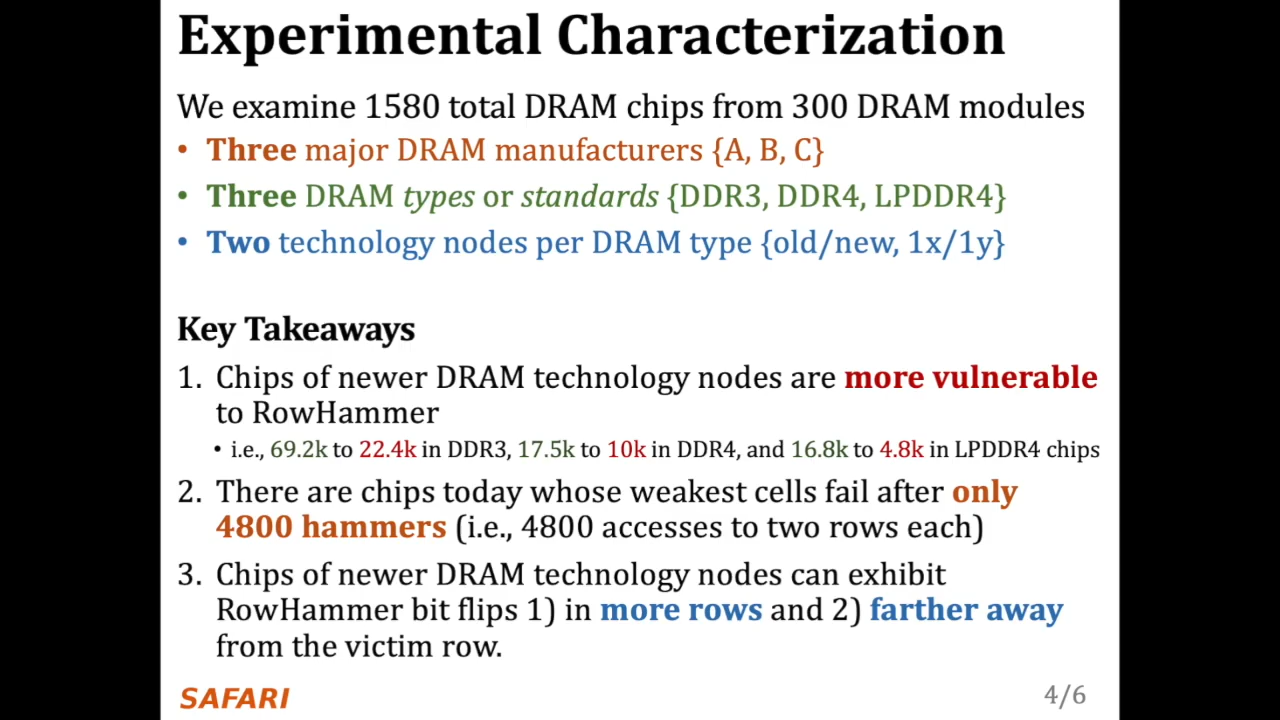 Experimental Characterization
We examine 1580 total DRAM chips from 300 DRAM modules
• Three major DRAM manufacturers {A, B, C}
• Three DRAM types or standards {DDR3, DDR4, LPDDR4}
• Two technology nodes per DRAM type {old/new, 1x/1y}
Key Takeaways
1. Chips of newer DRAM technology nodes are more vulnerable
to RowHammer
• i.e., 69.2k to 22.4k in DDR3, 17.5k to 10k in DDR4, and 16.8k to 4.8k in LPDDR4 chips
2. There are chips today whose weakest cells fail after only
4800 hammers (i.e., 4800 accesses to two rows each)
3. Chips of newer DRAM technology nodes can exhibit
RowHammer bit flips 1) in more rows and 2) farther away
from the victim row.
SAFARI
4/6